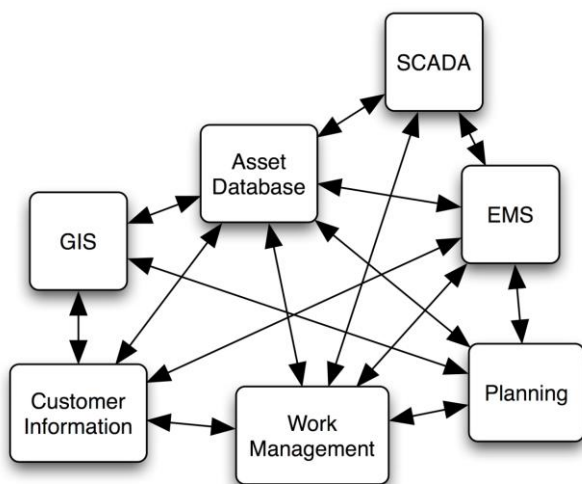 SCADA
Asset
Database
EMS
GIS
Customer
Information
Work
Management
Planning